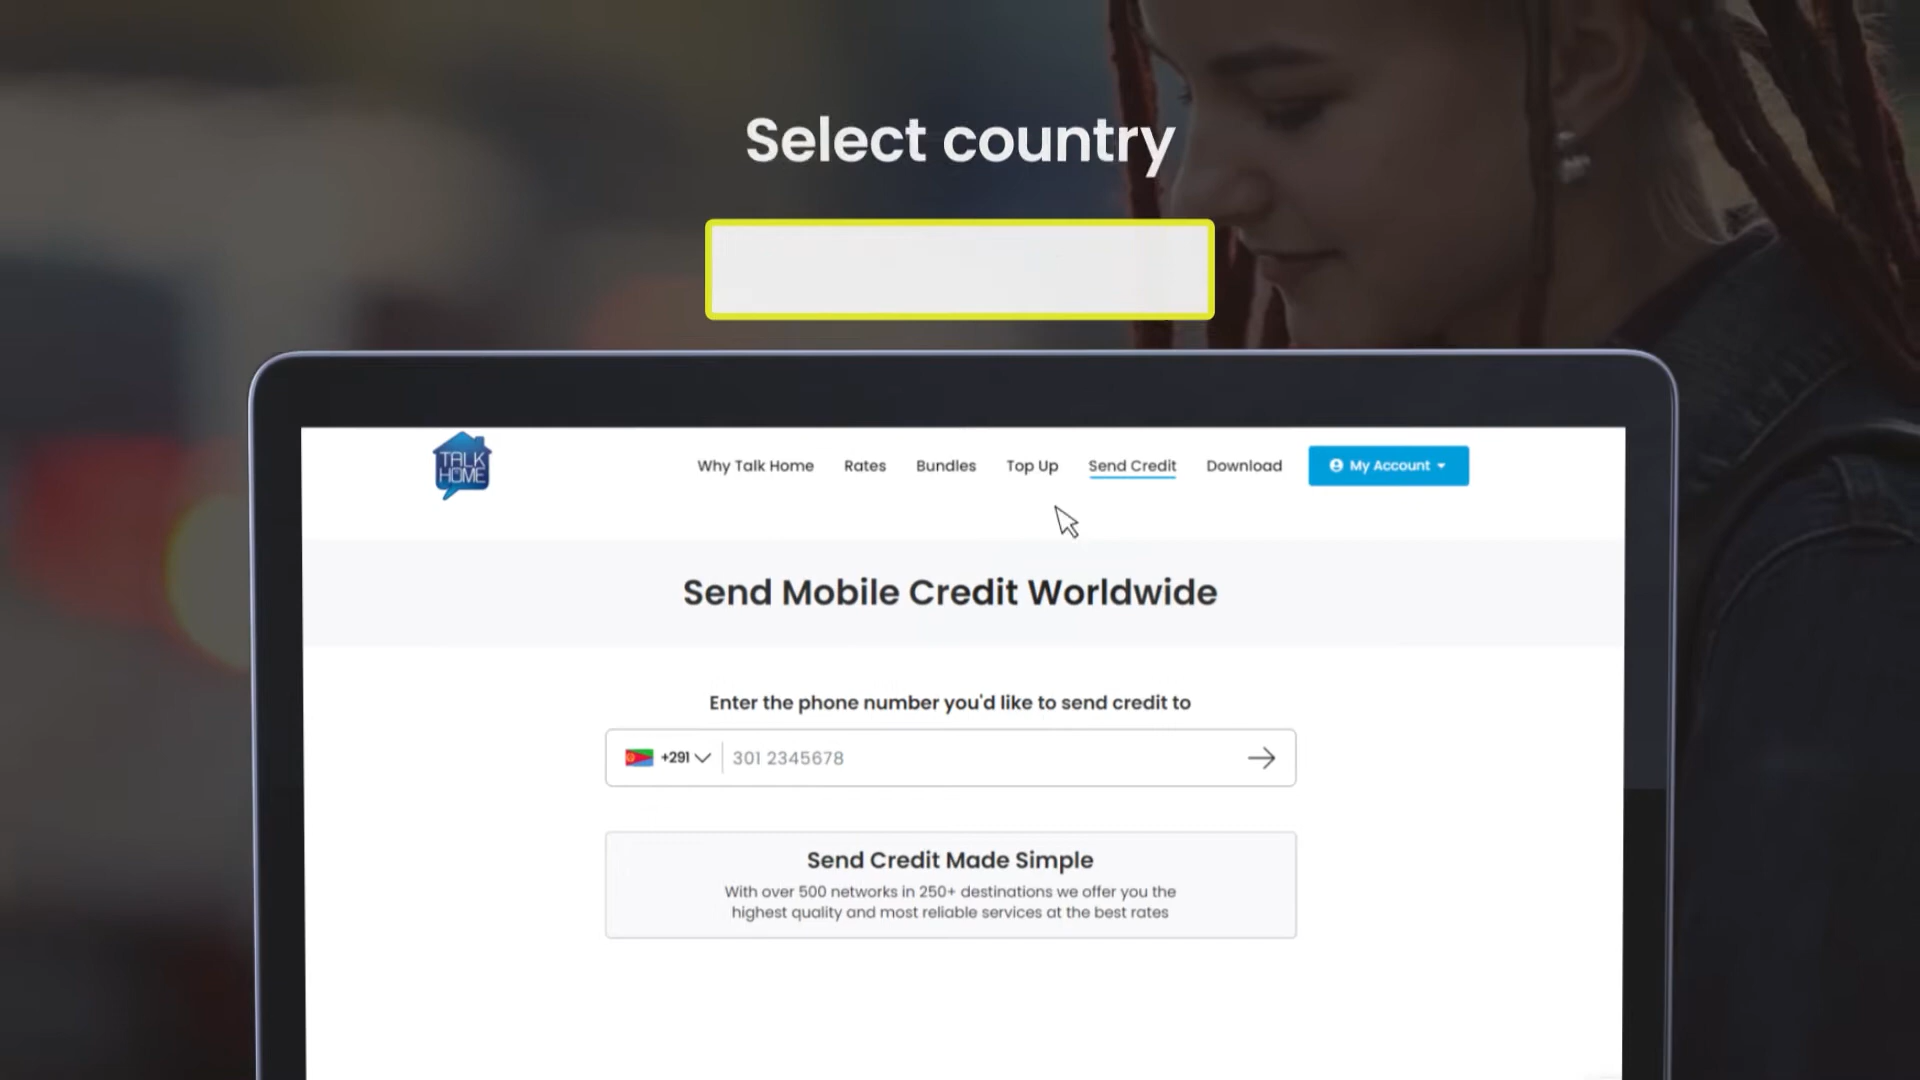 Select country
TALK
HOME
Why Talk Home Rates Bundles Top Up Send Credit Download My Account
Send Mobile Credit Worldwide
Enter the phone number you'd like to send credit to
+291 301 2345678
Send Credit Made Simple
With over 500 networks in 250+ destinations we offer you the
highest quality and most reliable services at the best rates